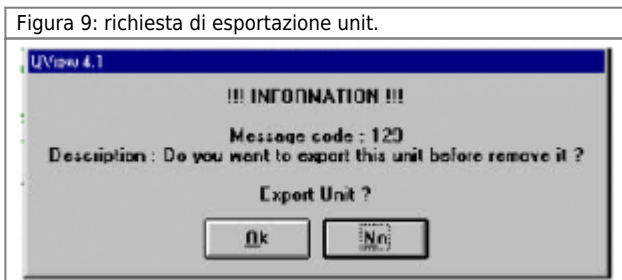 Figura 9: richiesta di esportazione unit.
UView 4.1
!!! INFORMATION !!!
Message code : 129
Description : Do you want to export this unit before remove it ?
Export Unit ?
Ok
No